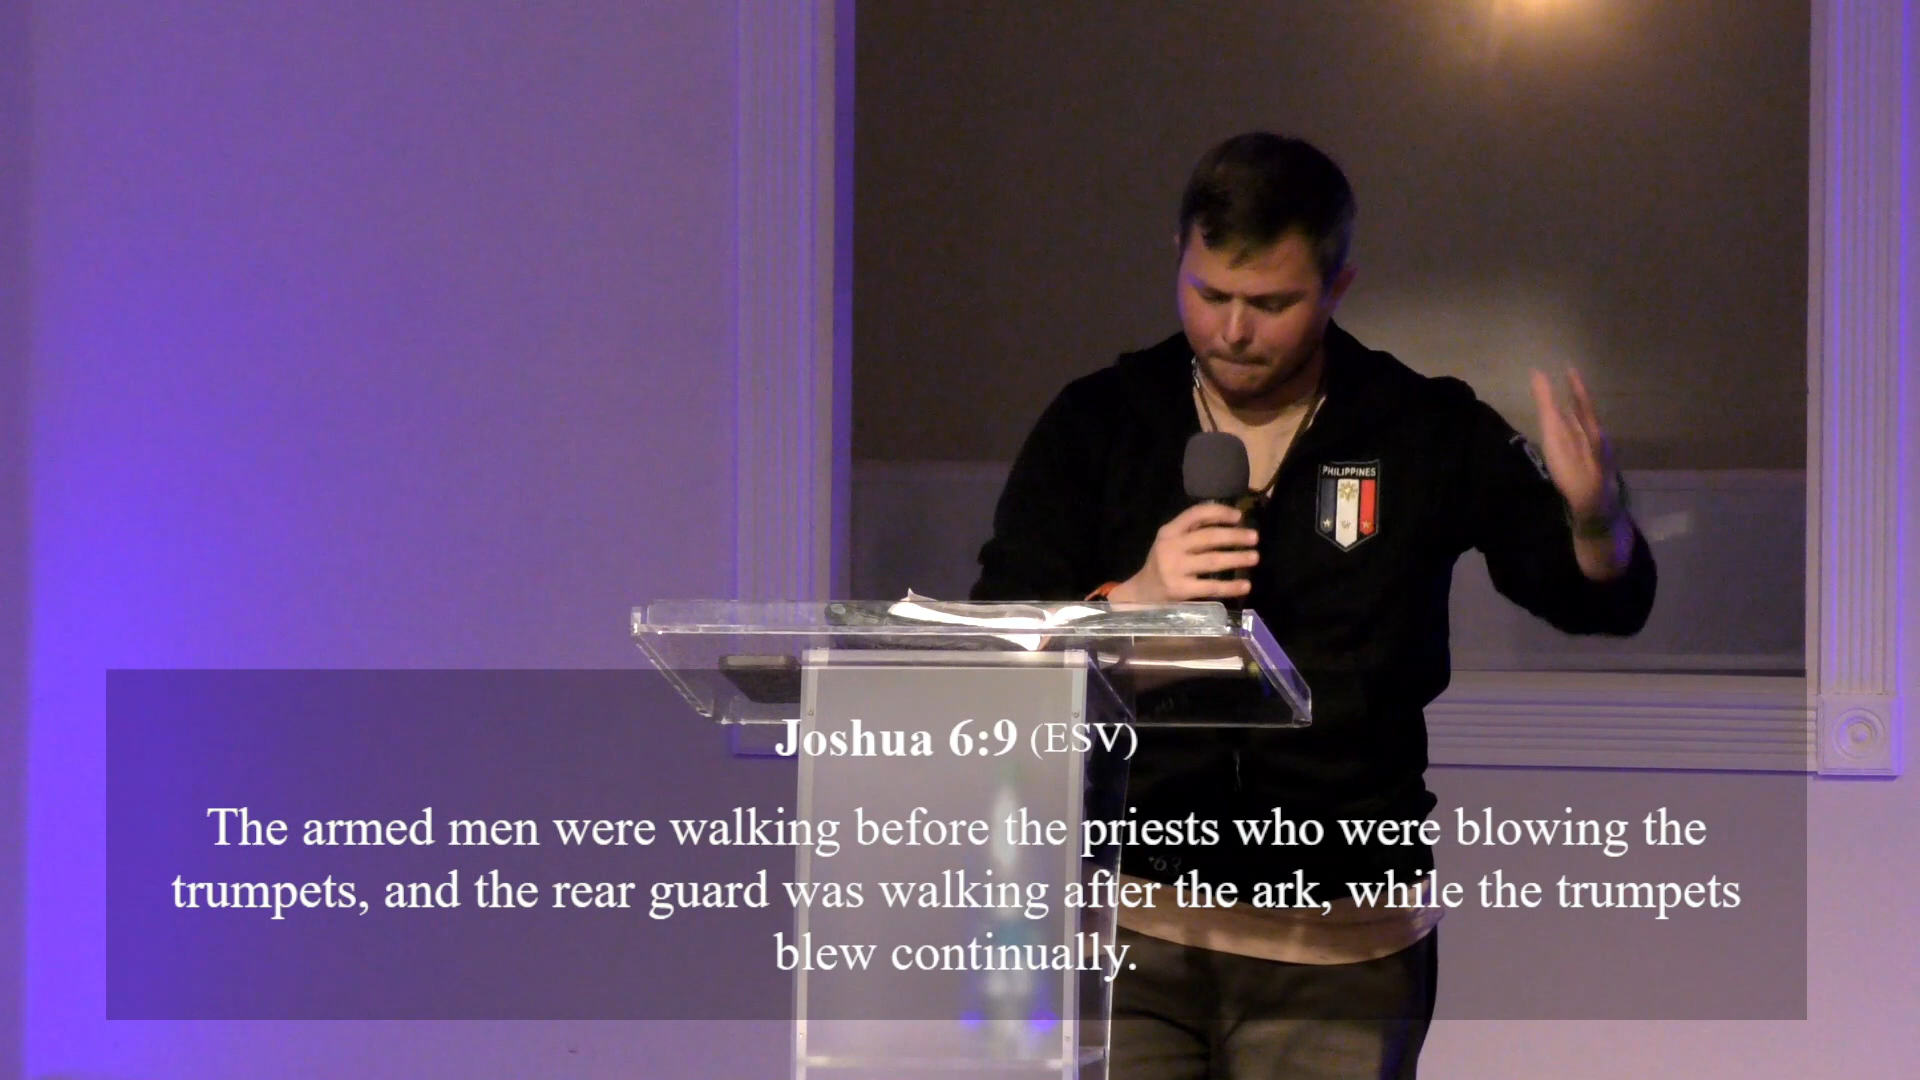 PHILIPPINES
Joshua 6:9 (ESV)
The armed men were walking before the priests who were blowing the
trumpets, and the rear guard was walking after the ark, while the trumpets
blew continually.